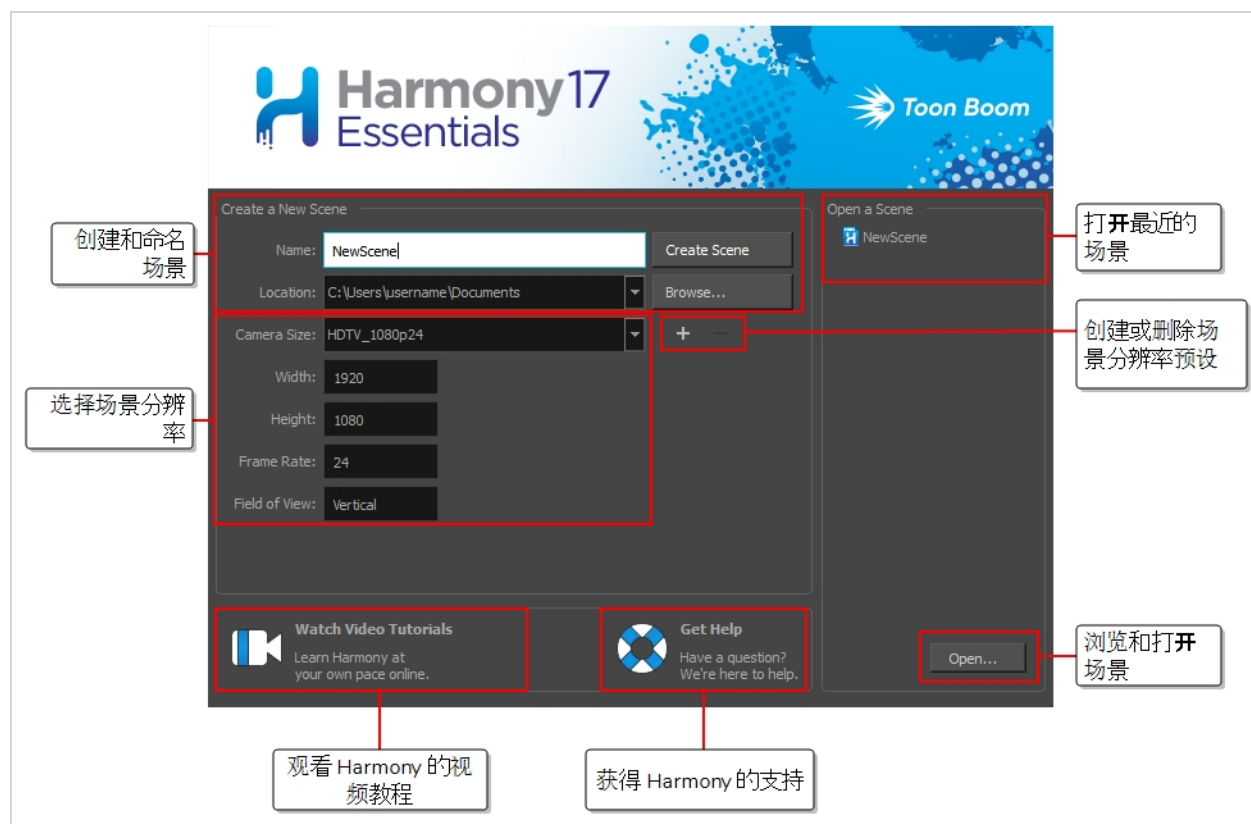 Harmony17
Essentials
Toon Boom
Create a New Scene
Name:
NewScene
Create Scene
Location:
C:\Users\username\Documents
Browse...
Camera Size:
HDTV_1080p24
+ −
Width:
1920
Height:
1080
Frame Rate:
24
Field of View:
Vertical
Open a Scene
NewScene
Open...
Watch Video Tutorials
Learn Harmony at
your own pace online.
Get Help
Have a question?
We're here to help.
创建和命名
场景
选择场景分辨
率
打开最近的
场景
创建或删除场
景分辨率预设
浏览和打开
场景
观看 Harmony 的视
频教程
获得 Harmony 的支持